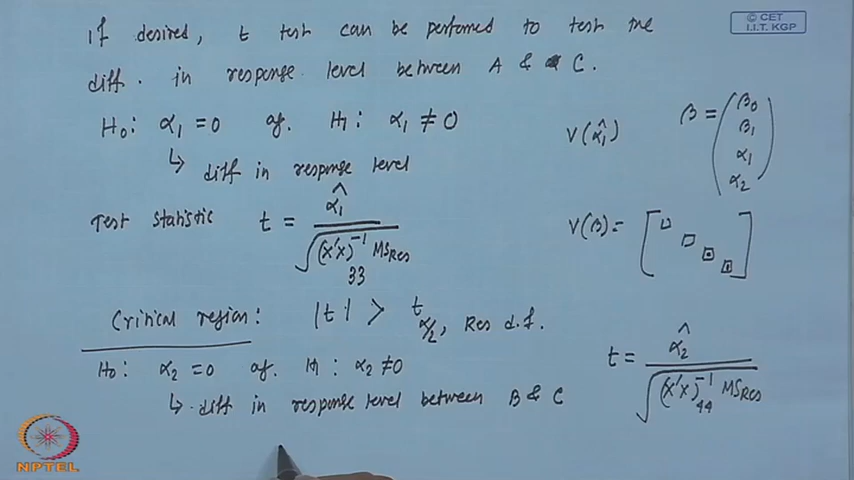 If desired, t test can be performed to test the
diff. in response level between A & C.
H0: α1 = 0 ag. H1: α1 ≠ 0
↳ diff in response level
Test statistic t = α̂1 / √((X'X)⁻¹33 MSRes)
V(α̂1)
β = (β0 β1 α1 α2)
V(β) = [ ]
Critical region: |t| > t α/2, Res d.f.
H0: α2 = 0 ag. H1: α2 ≠ 0
↳ diff in response level between B & C
t = α̂2 / √((X'X)⁻¹44 MSRes)
© CET
I.I.T. KGP
NPTEL